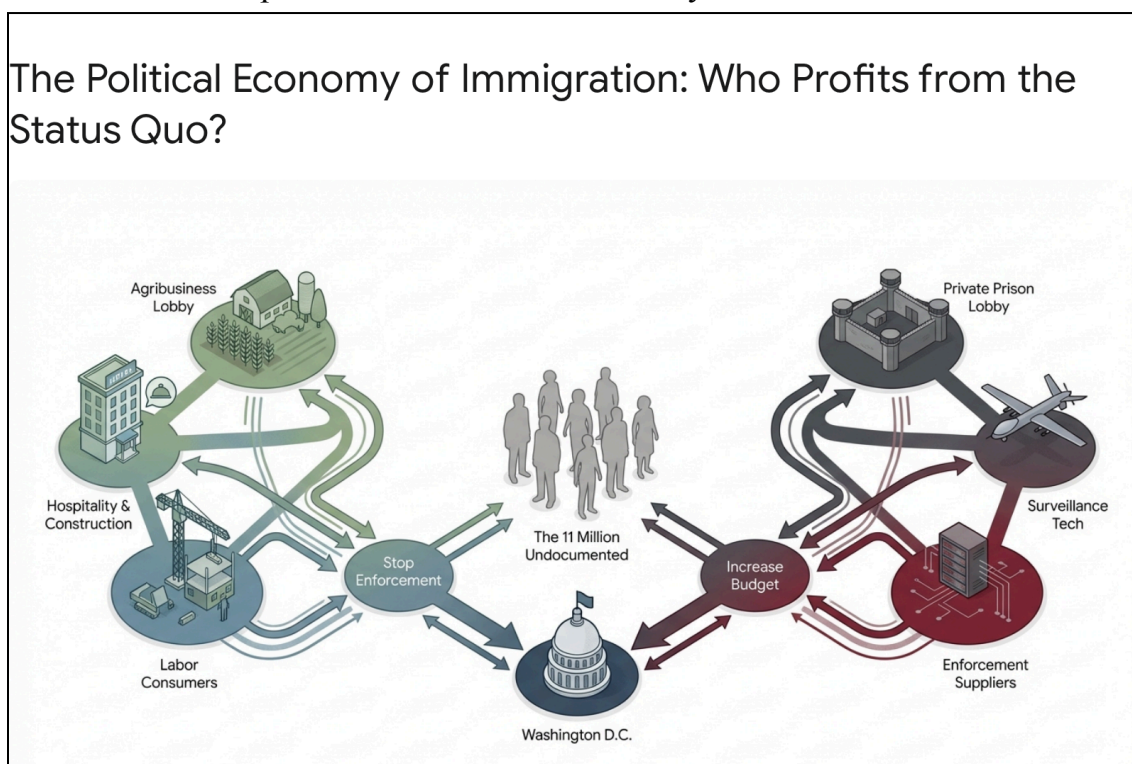 The Political Economy of Immigration: Who Profits from the
Status Quo?
Agribusiness
Lobby
Private Prison
Lobby
Hospitality &
Construction
Surveillance
Tech
The 11 Million
Undocumented
Stop
Enforcement
Increase
Budget
Labor
Consumers
Enforcement
Suppliers
Washington D.C.